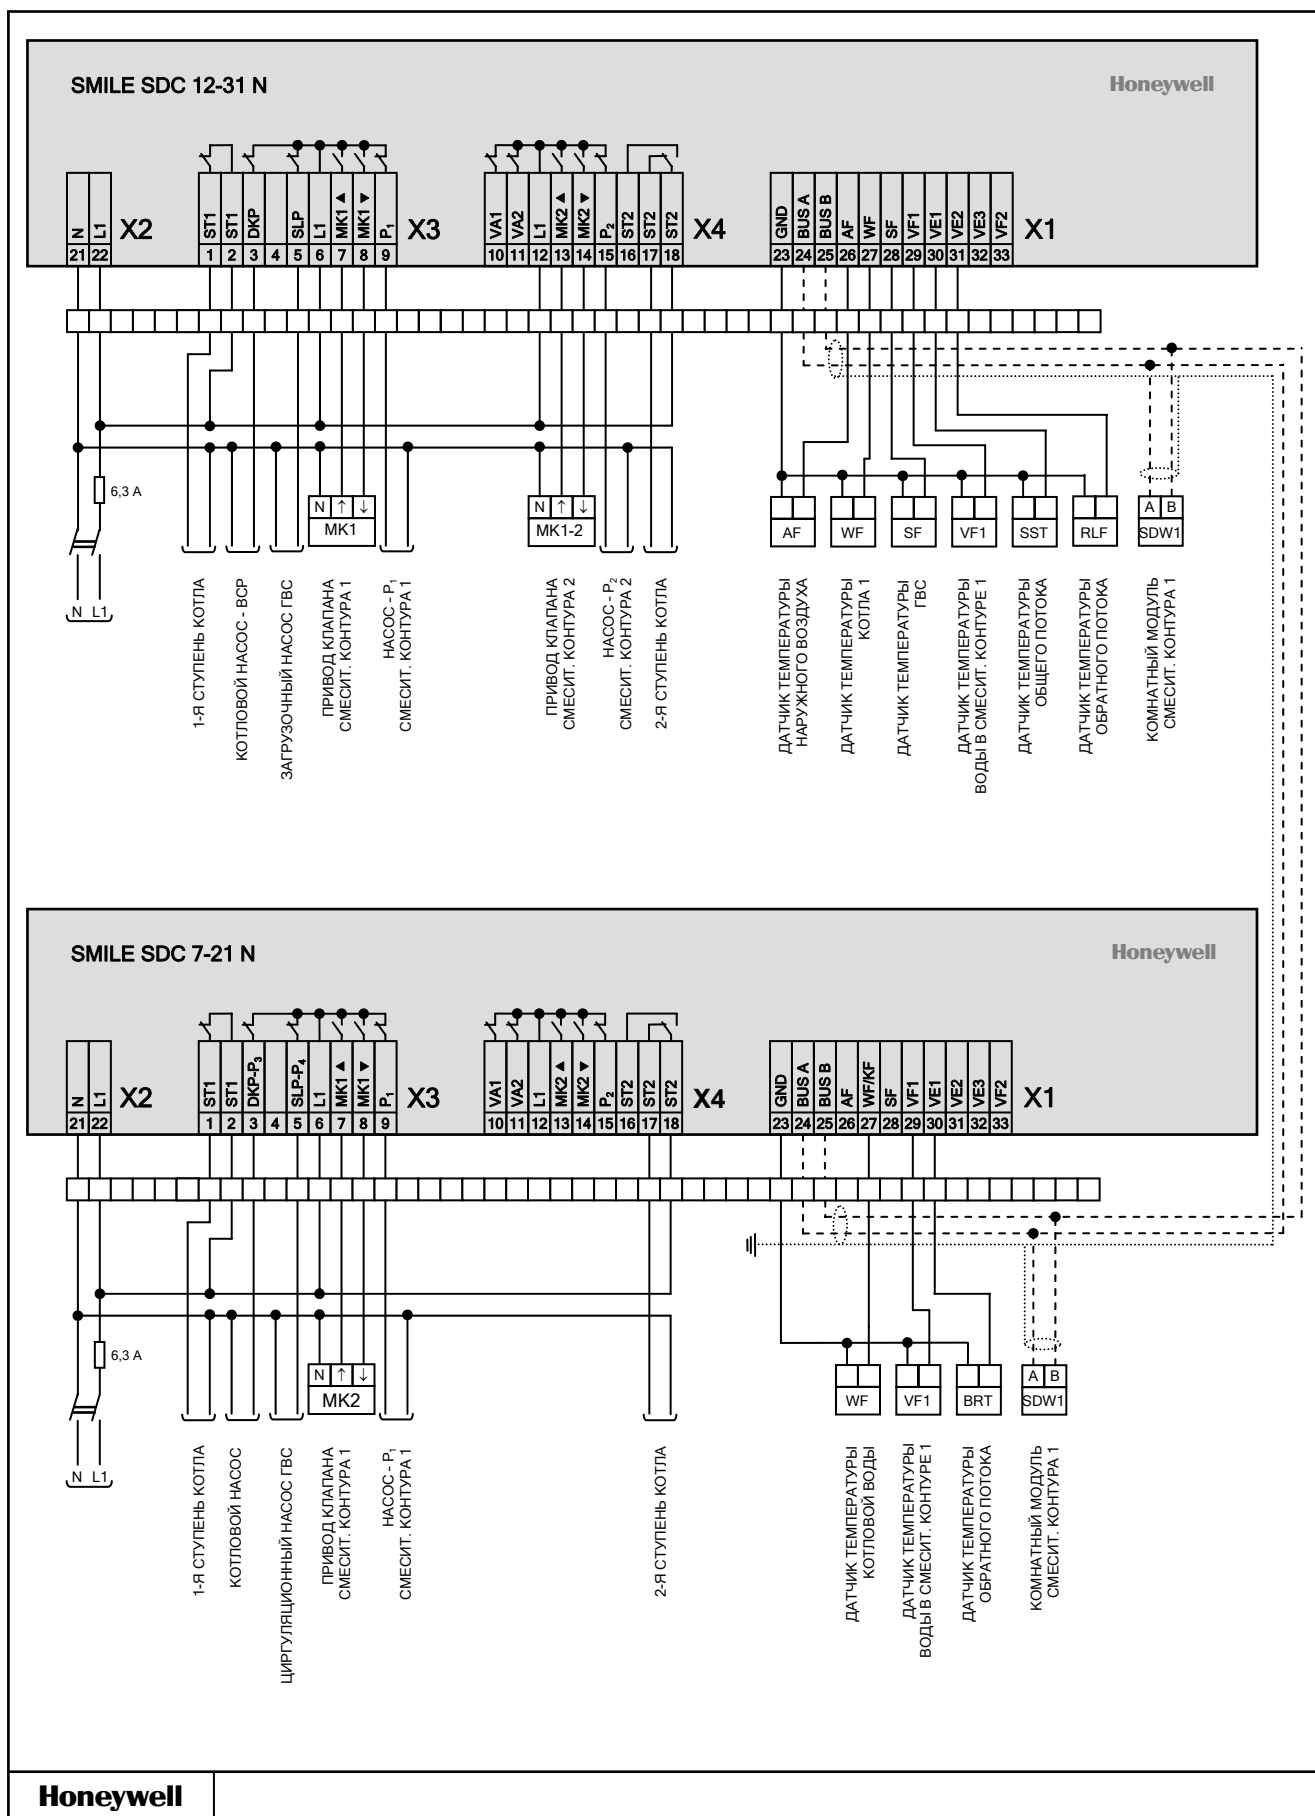 SMILE SDC 12-31 N
Honeywell
N L1 X2 ST1 ST1 DKP SLP L1 MK1 ▲ MK1 ▼ P₁ X3 VA1 VA2 L1 MK2 ▲ MK2 ▼ P₂ ST2 ST2 ST2 X4 GND BUS A BUS B AF WF SF VF1 VE1 VE2 VE3 VF2 X1
21 22 1 2 3 4 5 6 7 8 9 10 11 12 13 14 15 16 17 18 23 24 25 26 27 28 29 30 31 32 33
6,3 A
N ↑ ↓
MK1
N ↑ ↓
MK1-2
AF
WF
SF
VF1
SST
RLF
A B
SDW1
N L1
1-Я СТУПЕНЬ КОТЛА
КОТЛОВОЙ НАСОС - ВСР
ЗАГРУЗОЧНЫЙ НАСОС ГВС
ПРИВОД КЛАПАНА
СМЕСИТ. КОНТУРА 1
НАСОС - P₁
СМЕСИТ. КОНТУРА 1
ПРИВОД КЛАПАНА
СМЕСИТ. КОНТУРА 2
НАСОС - P₂
СМЕСИТ. КОНТУРА 2
2-Я СТУПЕНЬ КОТЛА
ДАТЧИК ТЕМПЕРАТУРЫ
НАРУЖНОГО ВОЗДУХА
ДАТЧИК ТЕМПЕРАТУРЫ
КОТЛА 1
ДАТЧИК ТЕМПЕРАТУРЫ
ГВС
ДАТЧИК ТЕМПЕРАТУРЫ
ВОДЫ В СМЕСИТ. КОНТУРЕ 1
ДАТЧИК ТЕМПЕРАТУРЫ
ОБЩЕГО ПОТОКА
ДАТЧИК ТЕМПЕРАТУРЫ
ОБРАТНОГО ПОТОКА
КОМНАТНЫЙ МОДУЛЬ
СМЕСИТ. КОНТУРА 1
SMILE SDC 7-21 N
Honeywell
N L1 X2 ST1 ST1 DKP-P₃ SLP-P₄ L1 MK1 ▲ MK1 ▼ P₁ X3 VA1 VA2 L1 MK2 ▲ MK2 ▼ P₂ ST2 ST2 ST2 X4 GND BUS A BUS B AF WF/KF SF VF1 VE1 VE2 VE3 VF2 X1
21 22 1 2 3 4 5 6 7 8 9 10 11 12 13 14 15 16 17 18 23 24 25 26 27 28 29 30 31 32 33
6,3 A
N ↑ ↓
MK2
WF
VF1
BRT
A B
SDW1
N L1
1-Я СТУПЕНЬ КОТЛА
КОТЛОВОЙ НАСОС
ЦИРГУЛЯЦИОННЫЙ НАСОС ГВС
ПРИВОД КЛАПАНА
СМЕСИТ. КОНТУРА 1
НАСОС - P₁
СМЕСИТ. КОНТУРА 1
2-Я СТУПЕНЬ КОТЛА
ДАТЧИК ТЕМПЕРАТУРЫ
КОТЛОВОЙ ВОДЫ
ДАТЧИК ТЕМПЕРАТУРЫ
ВОДЫ В СМЕСИТ. КОНТУРЕ 1
ДАТЧИК ТЕМПЕРАТУРЫ
ОБРАТНОГО ПОТОКА
КОМНАТНЫЙ МОДУЛЬ
СМЕСИТ. КОНТУРА 1
Honeywell